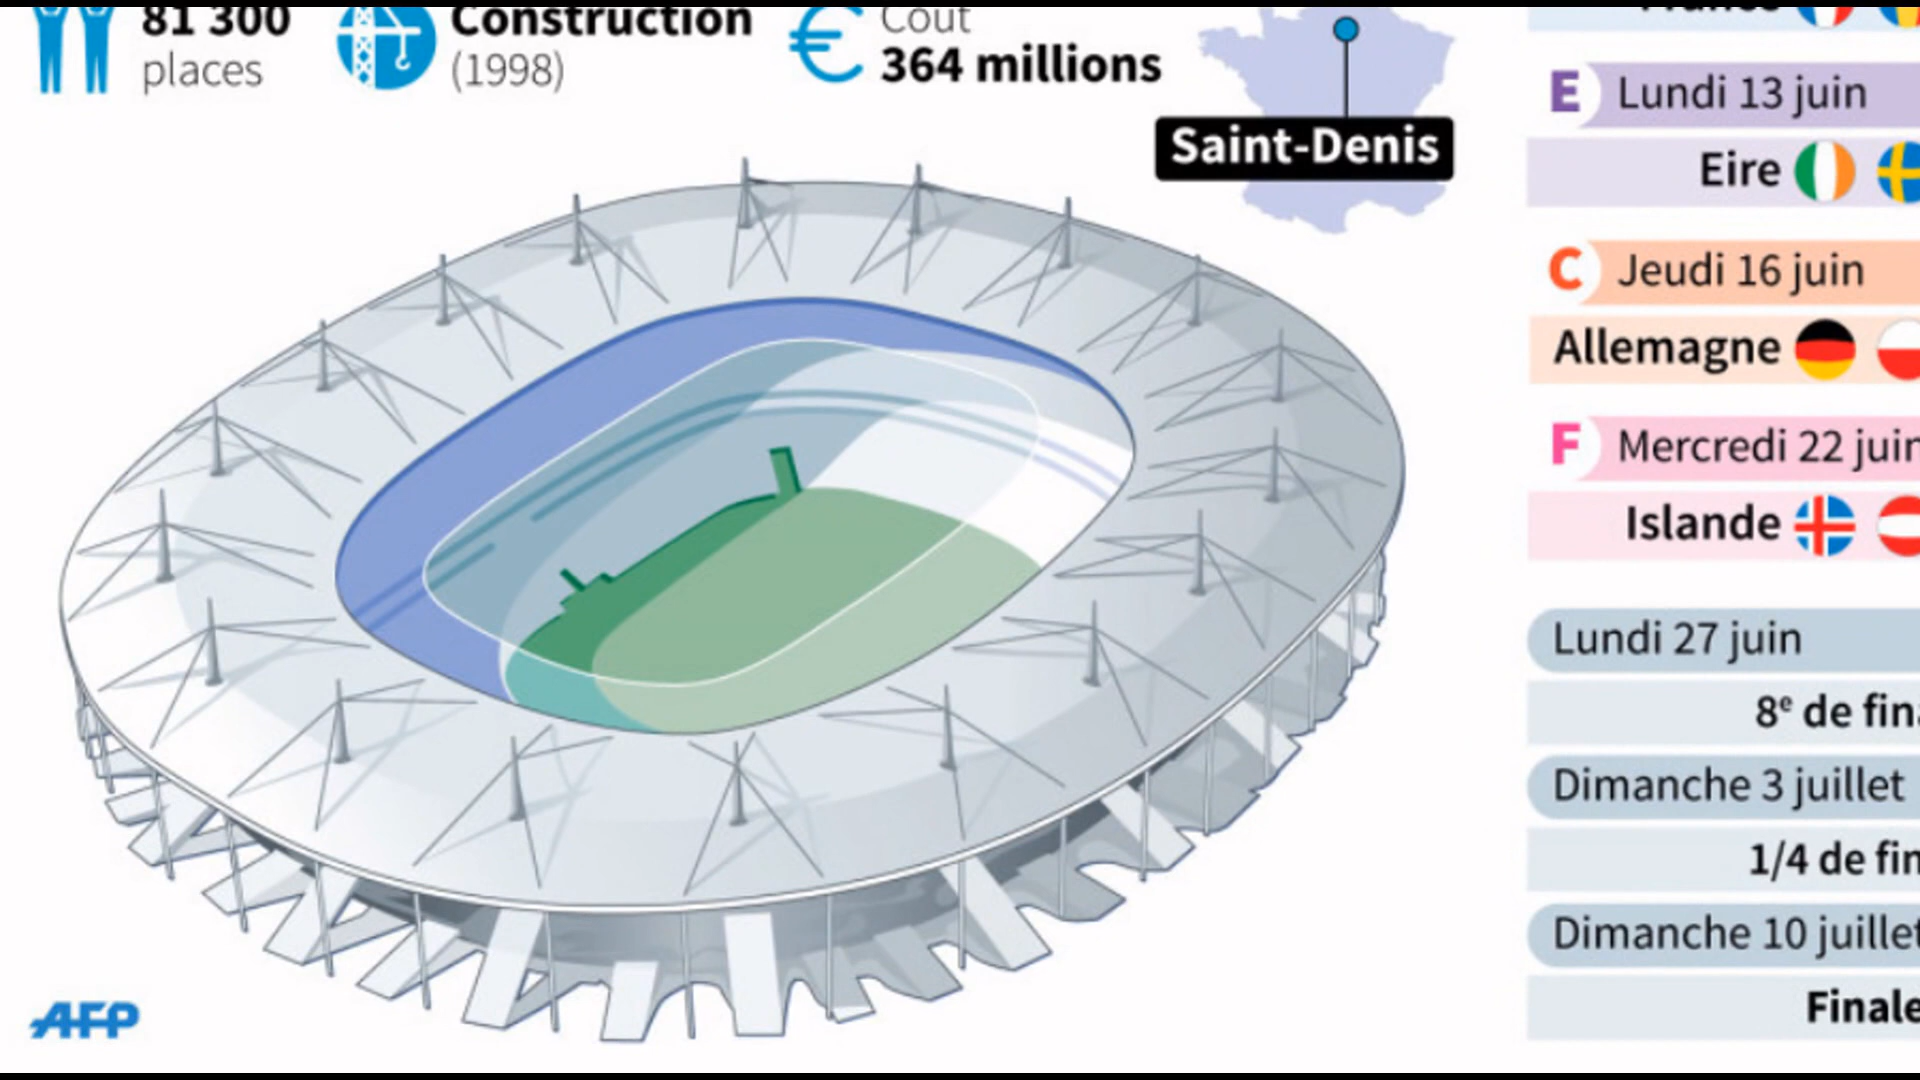 81 300
places
Construction
(1998)
Coût
364 millions
Saint-Denis
France
E Lundi 13 juin
Eire
C Jeudi 16 juin
Allemagne
F Mercredi 22 juin
Islande
Lundi 27 juin
8e de fina
Dimanche 3 juillet
1/4 de fin
Dimanche 10 juillet
Finale
AFP